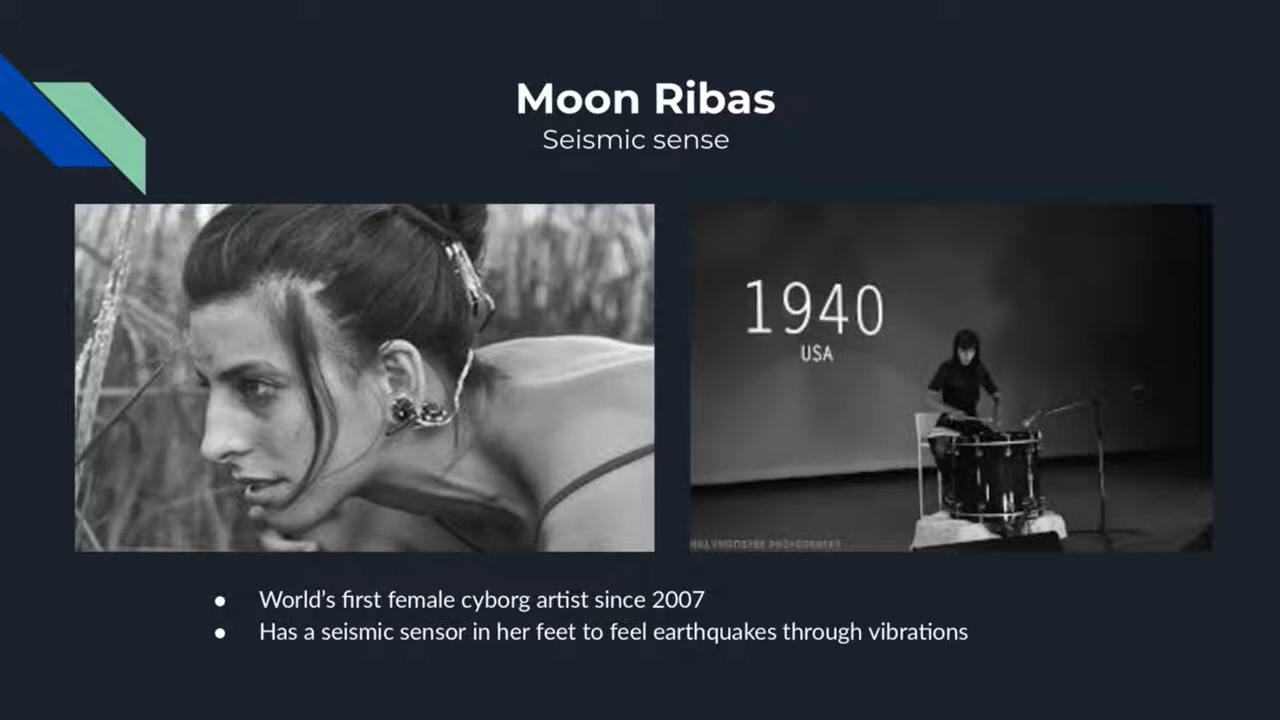 Moon Ribas
Seismic sense
1940
USA
● World’s first female cyborg artist since 2007
● Has a seismic sensor in her feet to feel earthquakes through vibrations